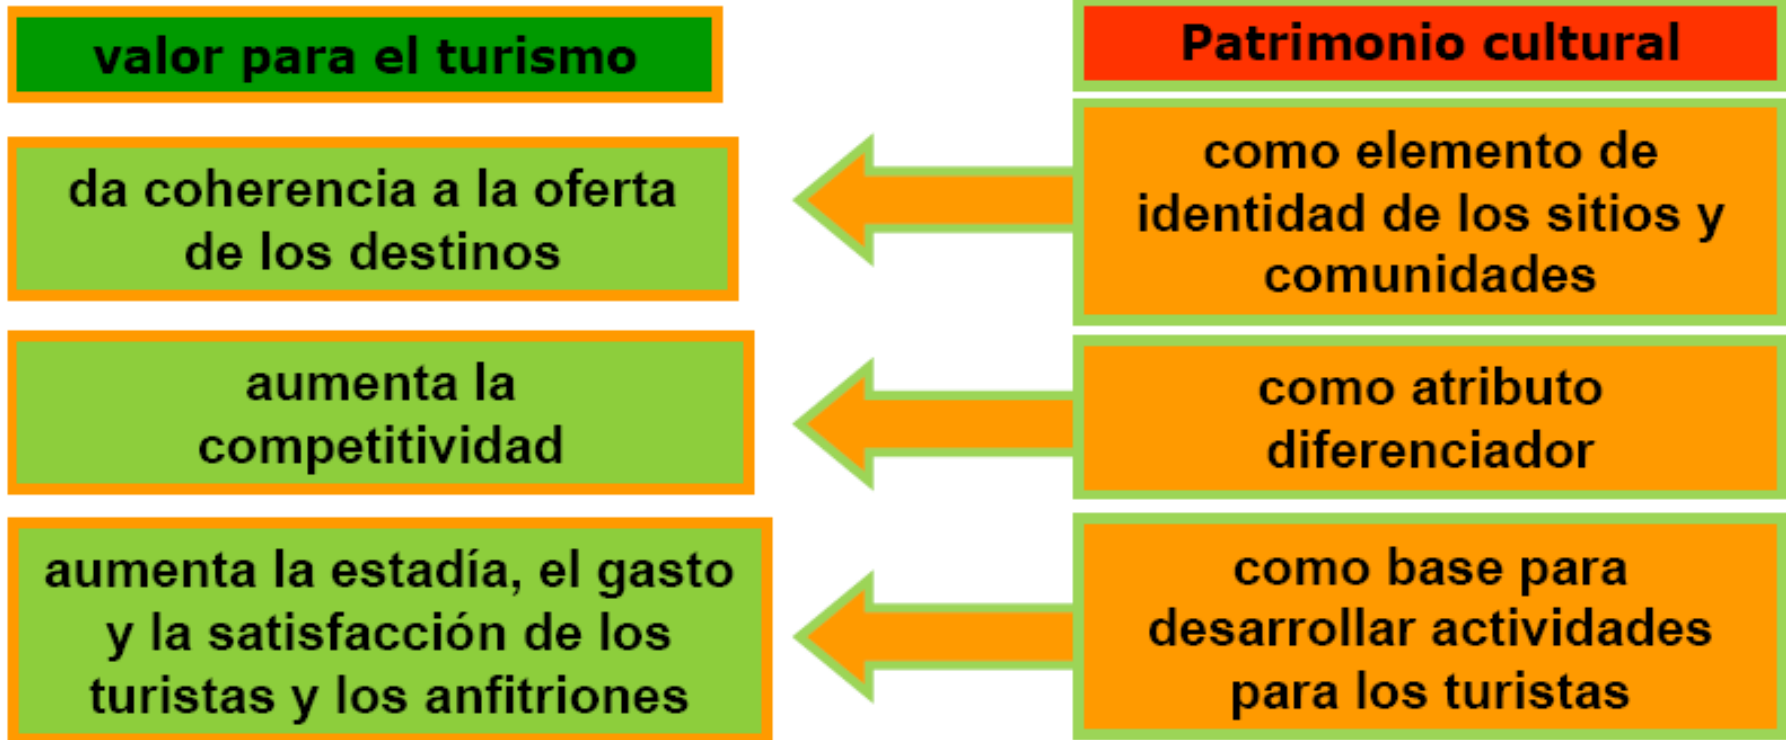 valor para el turismo
Patrimonio cultural
da coherencia a la oferta
de los destinos
como elemento de
identidad de los sitios y
comunidades
aumenta la
competitividad
como atributo
diferenciador
aumenta la estadía, el gasto
y la satisfacción de los
turistas y los anfitriones
como base para
desarrollar actividades
para los turistas